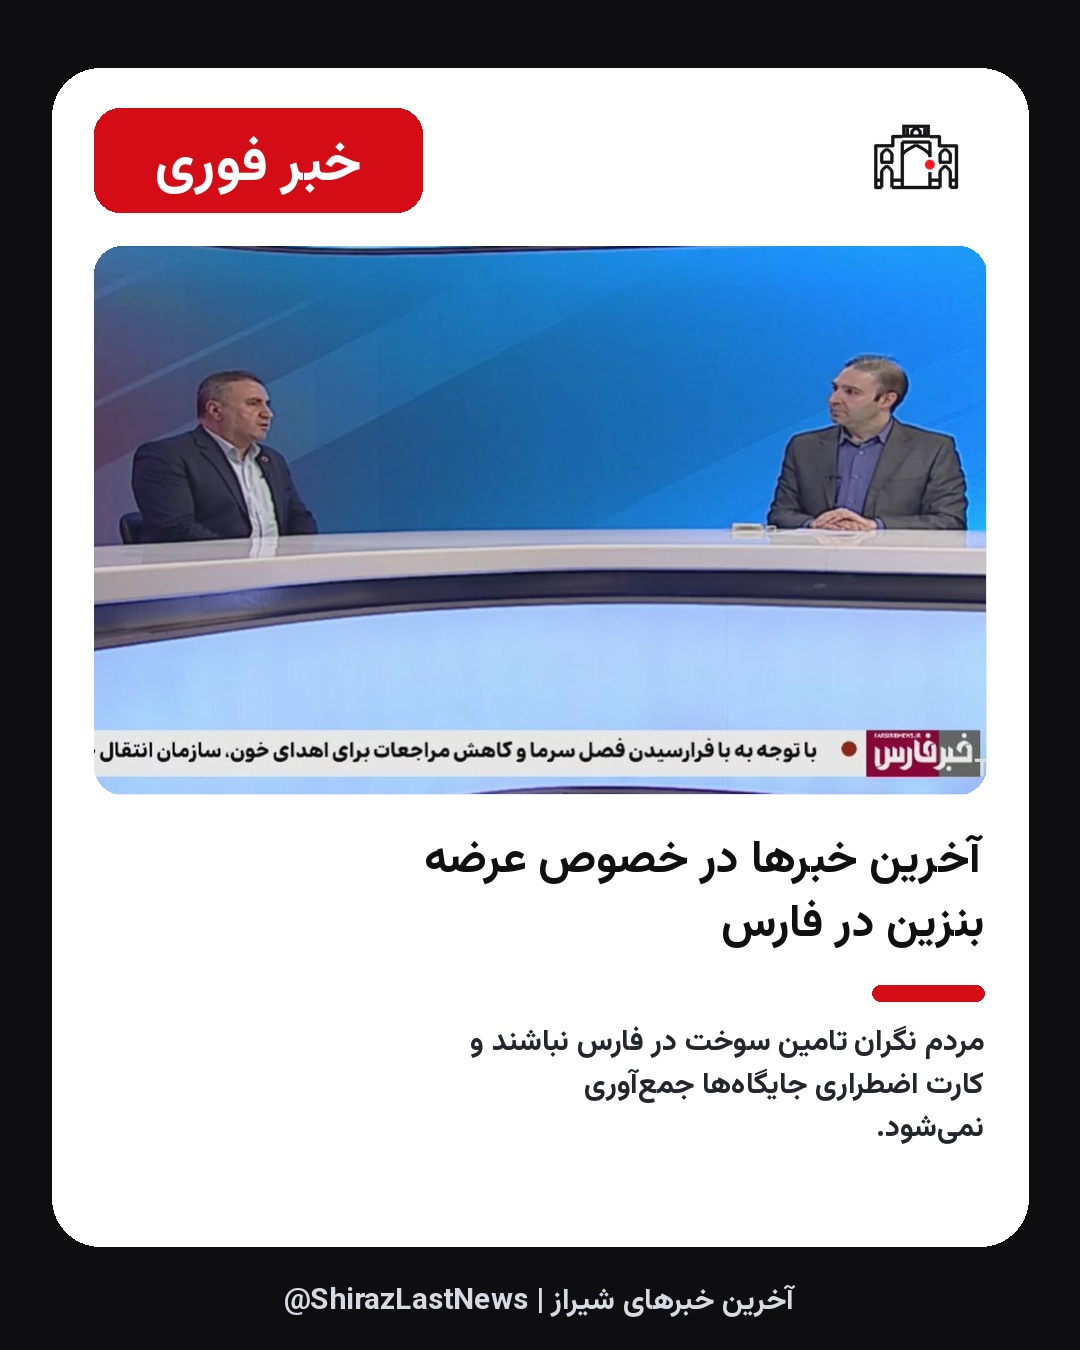 خبر فوری
با توجه به با فرارسیدن فصل سرما و کاهش مراجعات برای اهدای خون، سازمان انتقال
خبر فارس
FARSIRIBNEWS.IR
آخرین خبرها در خصوص عرضه
بنزین در فارس
مردم نگران تامین سوخت در فارس نباشند و
کارت اضطراری جایگاه‌ها جمع‌آوری
نمی‌شود.
آخرین خبرهای شیراز | @ShirazLastNews